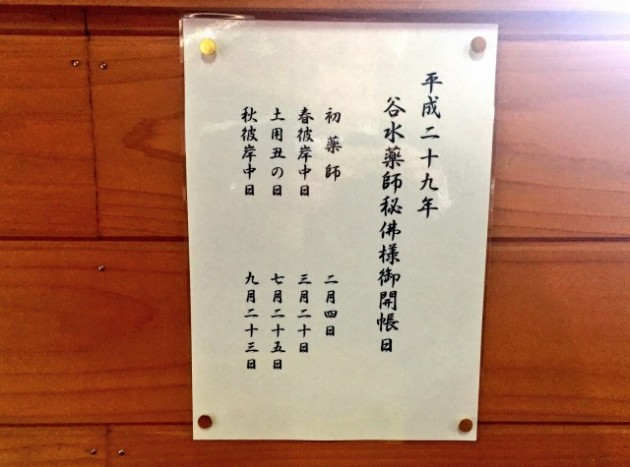 平成二十九年
谷水薬師秘佛様御開帳日
初薬師 二月四日
春彼岸中日 三月二十日
土用丑の日 七月二十五日
秋彼岸中日 九月二十三日